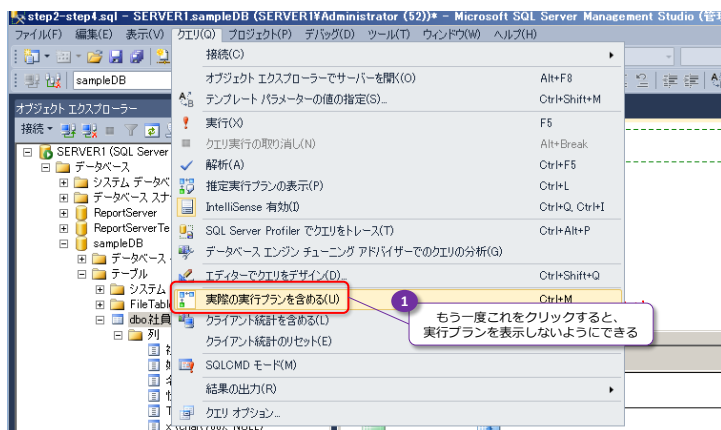 step2-step4.sql - SERVER1.sampleDB (SERVER1¥Administrator (52))* - Microsoft SQL Server Management Studio (管
ファイル(F) 編集(E) 表示(V) クエリ(Q) プロジェクト(P) デバッグ(D) ツール(T) ウィンドウ(W) ヘルプ(H)
接続(C)
sampleDB
オブジェクト エクスプローラーでサーバーを開く(O) Alt+F8
テンプレート パラメーターの値の指定(S)... Ctrl+Shift+M
オブジェクト エクスプローラー
接続
実行(X) F5
クエリ実行の取り消し(N) Alt+Break
解析(A) Ctrl+F5
推定実行プランの表示(P) Ctrl+L
IntelliSense 有効(I) Ctrl+Q, Ctrl+I
SQL Server Profiler でクエリをトレース(T) Ctrl+Alt+P
データベース エンジン チューニング アドバイザーでのクエリの分析(G)
エディターでクエリをデザイン(D)... Ctrl+Shift+Q
実際の実行プランを含める(U) Ctrl+M
クライアント統計を含める(L)
クライアント統計のリセット(E)
SQLCMD モード(M)
結果の出力(R)
クエリ オプション...
SERVER1 (SQL Server
データベース
システム データベ
データベース スナ
ReportServer
ReportServerTe
sampleDB
データベース
テーブル
システム
FileTabl
dbo.社員
列
1
もう一度これをクリックすると、
実行プランを表示しないようにできる